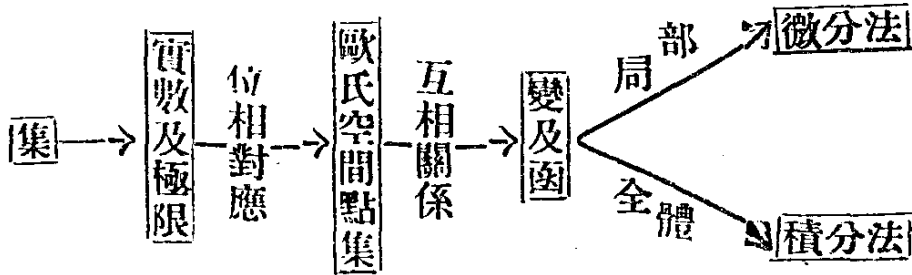 集
實數及極限
位相對應
歐氏空間點集
互相關係
變及函
局部
微分法
全體
積分法